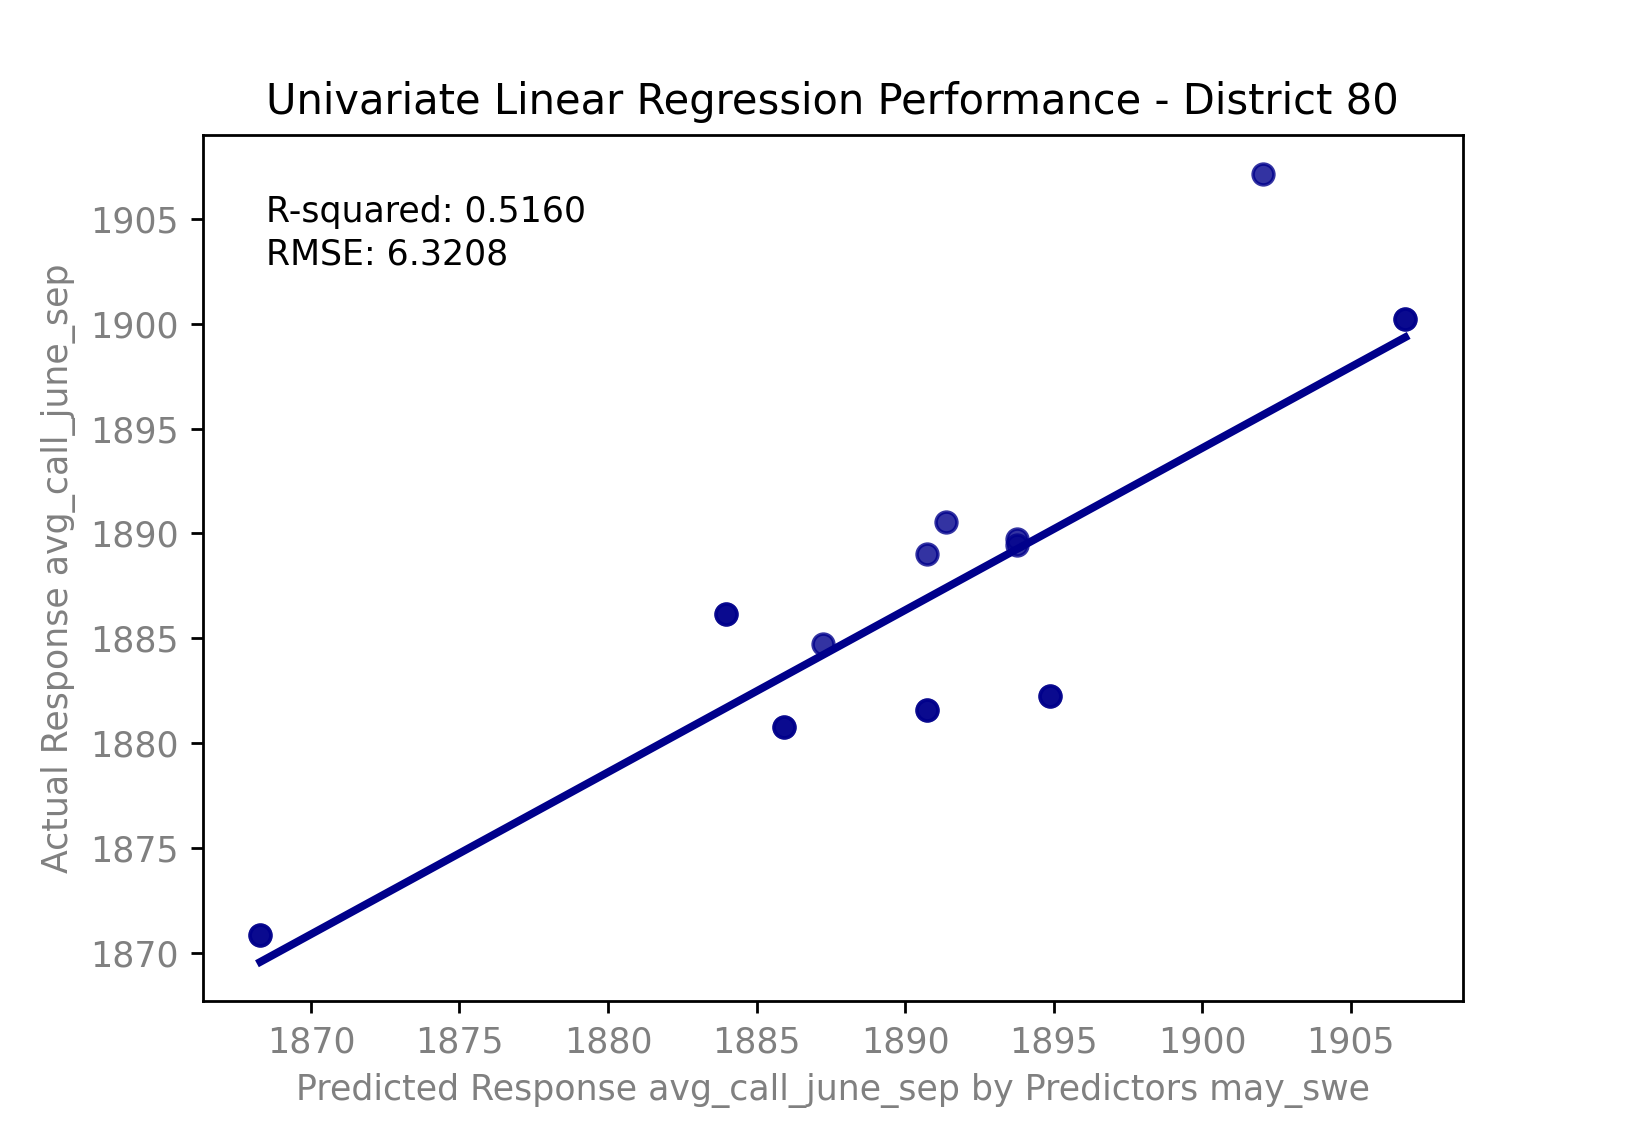 Univariate Linear Regression Performance - District 80
R-squared: 0.5160
RMSE: 6.3208
Actual Response avg_call_june_sep
1905
1900
1895
1890
1885
1880
1875
1870
1870 1875 1880 1885 1890 1895 1900 1905
Predicted Response avg_call_june_sep by Predictors may_swe